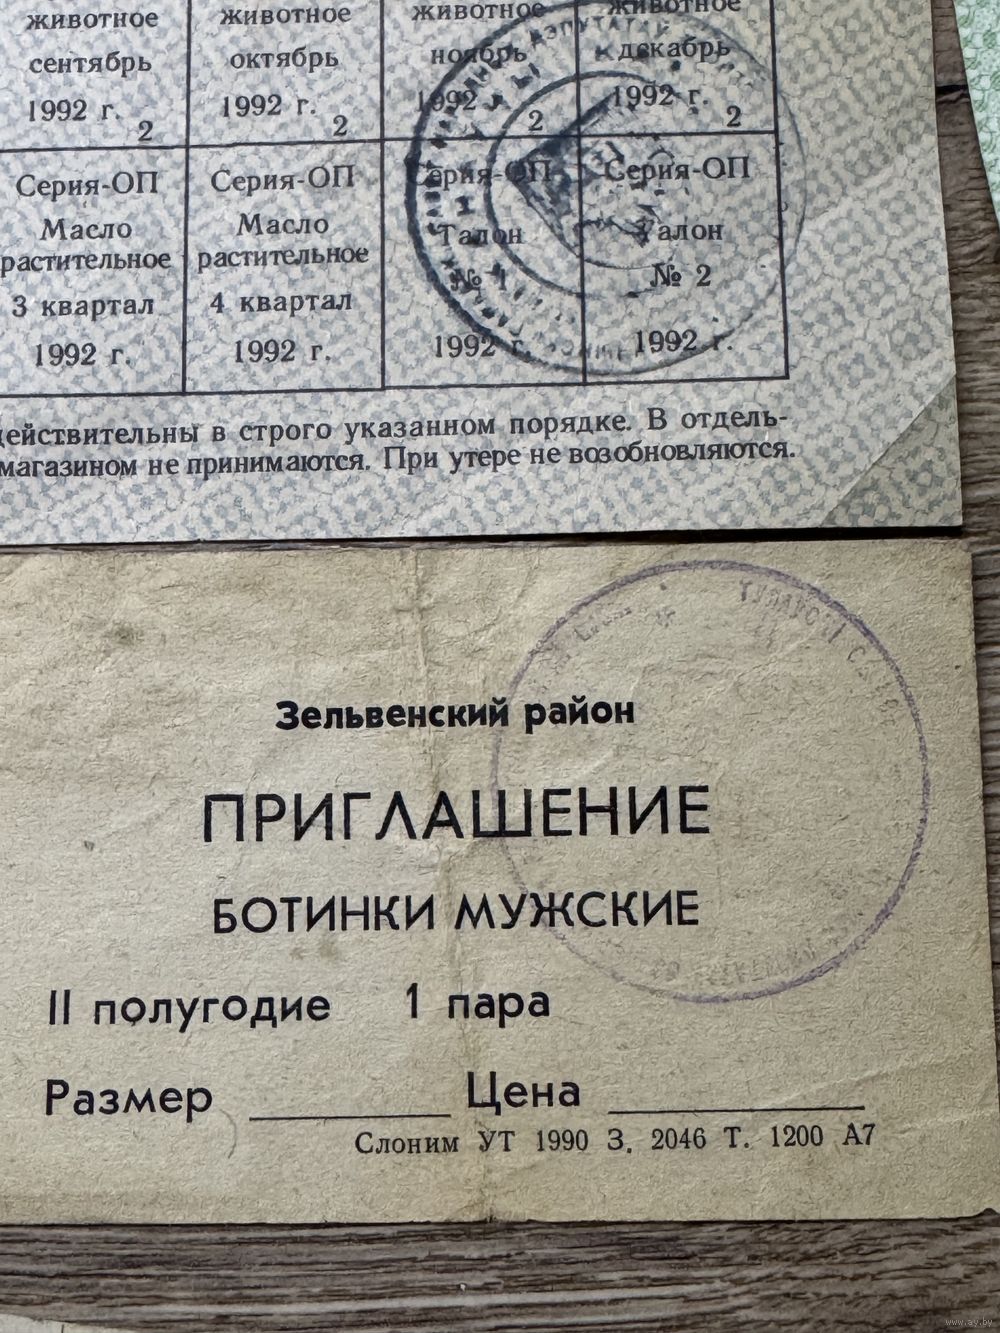 животное животное животное животное
сентябрь октябрь ноябрь декабрь
1992 г. 1992 г. 1992 1992 г.
2 2 2 2
Серия-ОП Серия-ОП Серия-ОП Серия-ОП
Масло Масло Талон Талон
растительное растительное № 1 № 2
3 квартал 4 квартал
1992 г. 1992 г. 1992 г. 1992 г.
действительны в строго указанном порядке. В отдель-
магазином не принимаются. При утере не возобновляются.
Зельвенский район
ПРИГЛАШЕНИЕ
БОТИНКИ МУЖСКИЕ
II полугодие 1 пара
Размер Цена
Слоним УТ 1990 З. 2046 Т. 1200 А7
www.ay.by